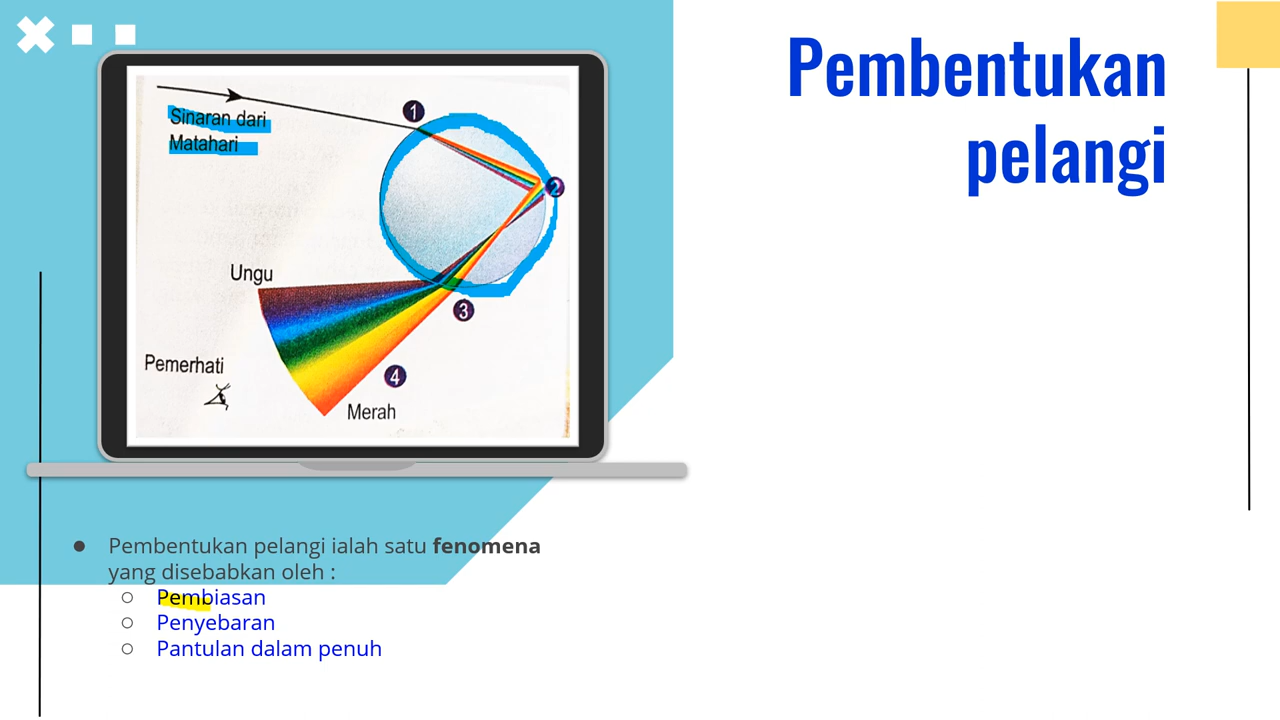 Pembentukan
pelangi
Sinaran dari
Matahari
1
2
Ungu
3
Pemerhati
4
Merah
Pembentukan pelangi ialah satu fenomena
yang disebabkan oleh :
Pembiasan
Penyebaran
Pantulan dalam penuh